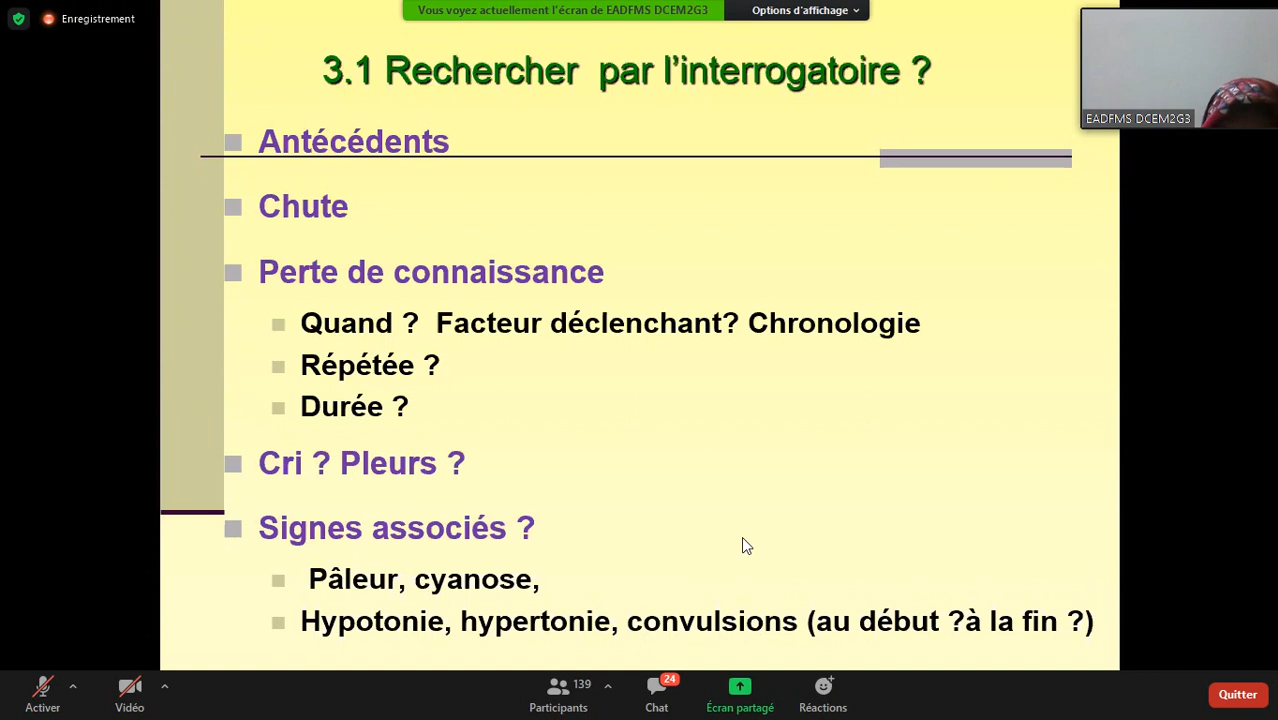 Enregistrement
Vous voyez actuellement l'écran de EADFMS DCEM2G3
Options d'affichage
3.1 Rechercher par l'interrogatoire ?
EADFMS DCEM2G3
Antécédents
Chute
Perte de connaissance
Quand ? Facteur déclenchant? Chronologie
Répétée ?
Durée ?
Cri ? Pleurs ?
Signes associés ?
Pâleur, cyanose,
Hypotonie, hypertonie, convulsions (au début ?à la fin ?)
Activer
Vidéo
139
Participants
24
Chat
Écran partagé
Réactions
Quitter